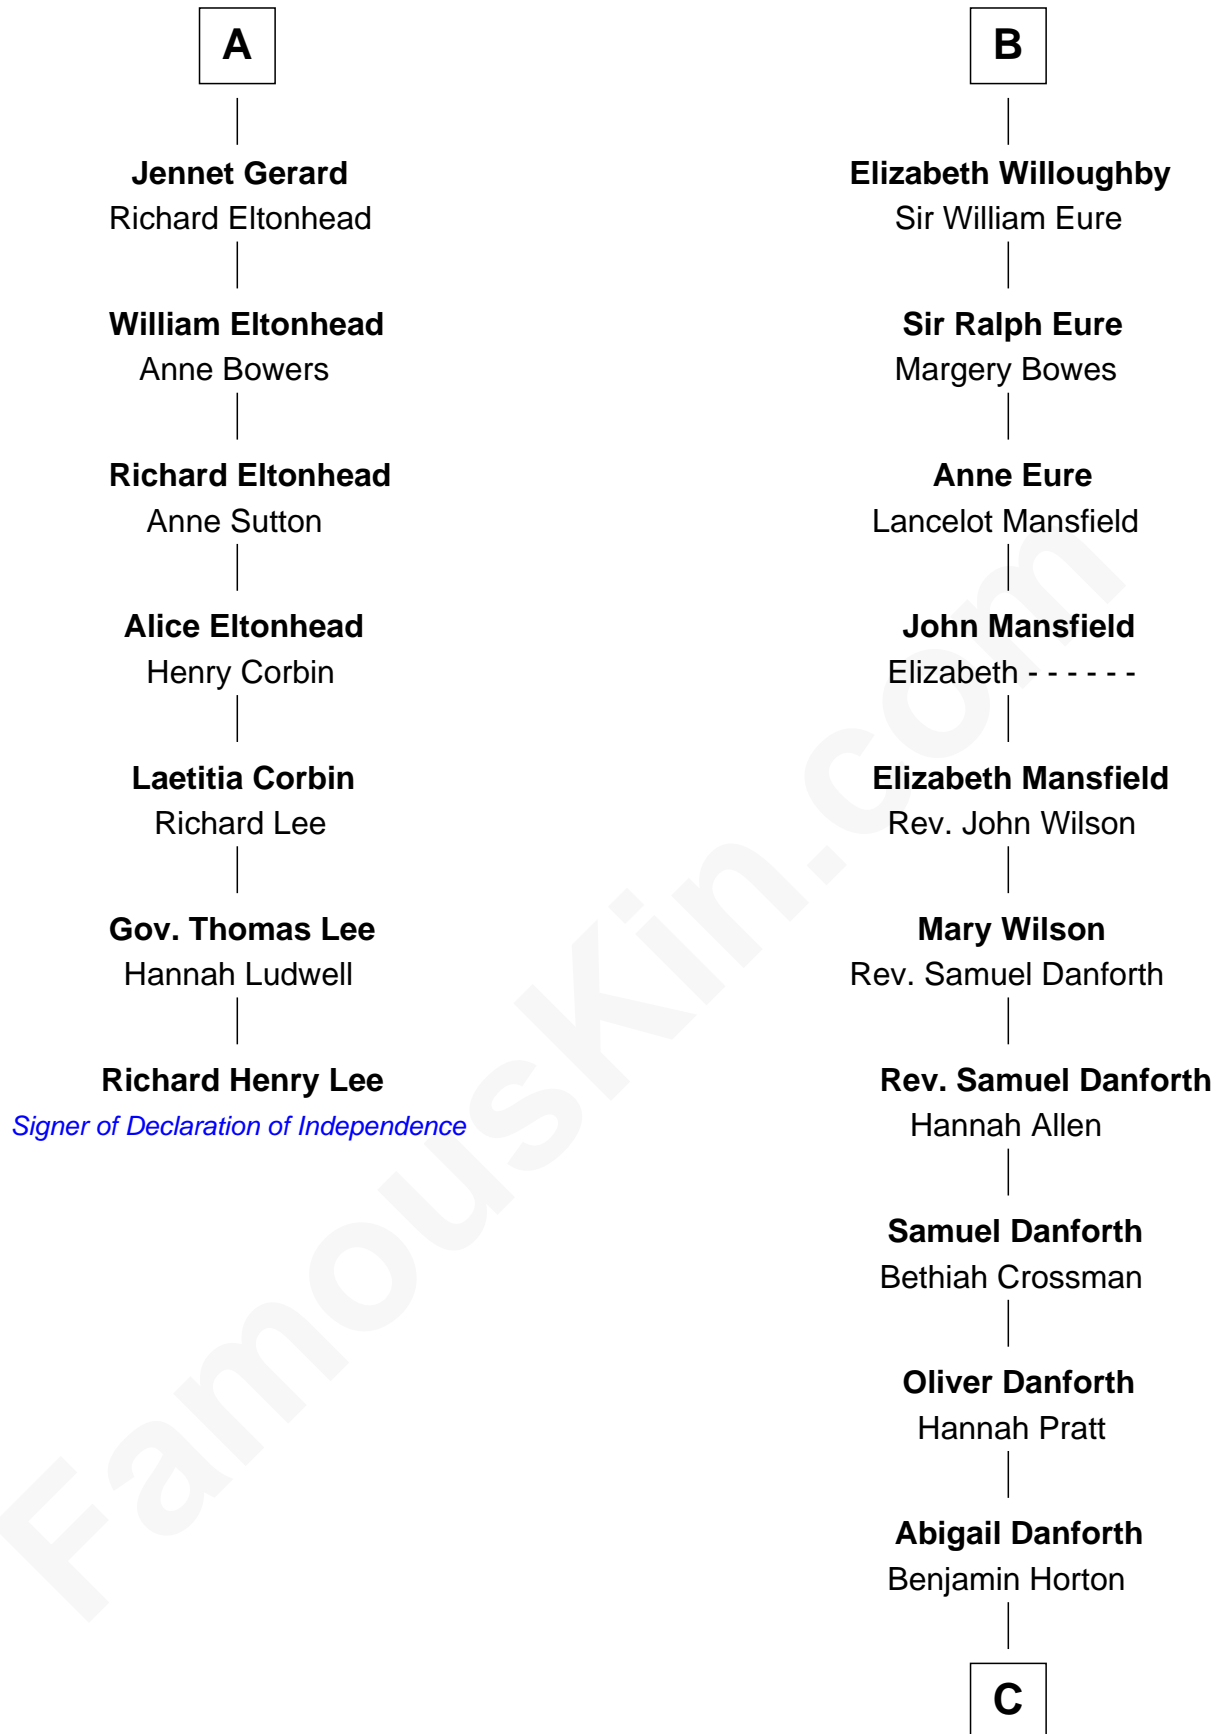 A
Jennet Gerard
Richard Eltonhead
William Eltonhead
Anne Bowers
Richard Eltonhead
Anne Sutton
Alice Eltonhead
Henry Corbin
Laetitia Corbin
Richard Lee
Gov. Thomas Lee
Hannah Ludwell
Richard Henry Lee
Signer of Declaration of Independence
B
Elizabeth Willoughby
Sir William Eure
Sir Ralph Eure
Margery Bowes
Anne Eure
Lancelot Mansfield
John Mansfield
Elizabeth - - - - - -
Elizabeth Mansfield
Rev. John Wilson
Mary Wilson
Rev. Samuel Danforth
Rev. Samuel Danforth
Hannah Allen
Samuel Danforth
Bethiah Crossman
Oliver Danforth
Hannah Pratt
Abigail Danforth
Benjamin Horton
C
FamousKin.com